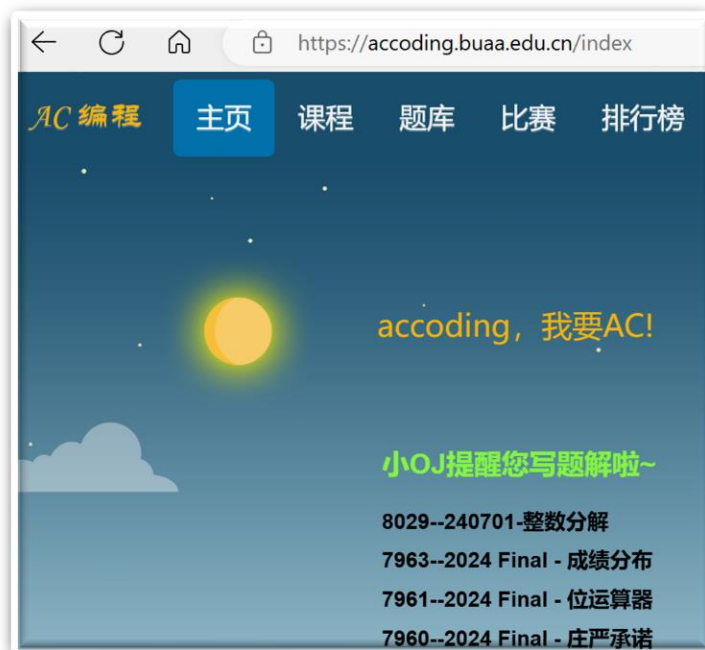 https://accoding.buaa.edu.cn/index
AC 编程 主页 课程 题库 比赛 排行榜
accoding，我要AC!
小OJ提醒您写题解啦~
8029--240701-整数分解
7963--2024 Final - 成绩分布
7961--2024 Final - 位运算器
7960--2024 Final - 庄严承诺